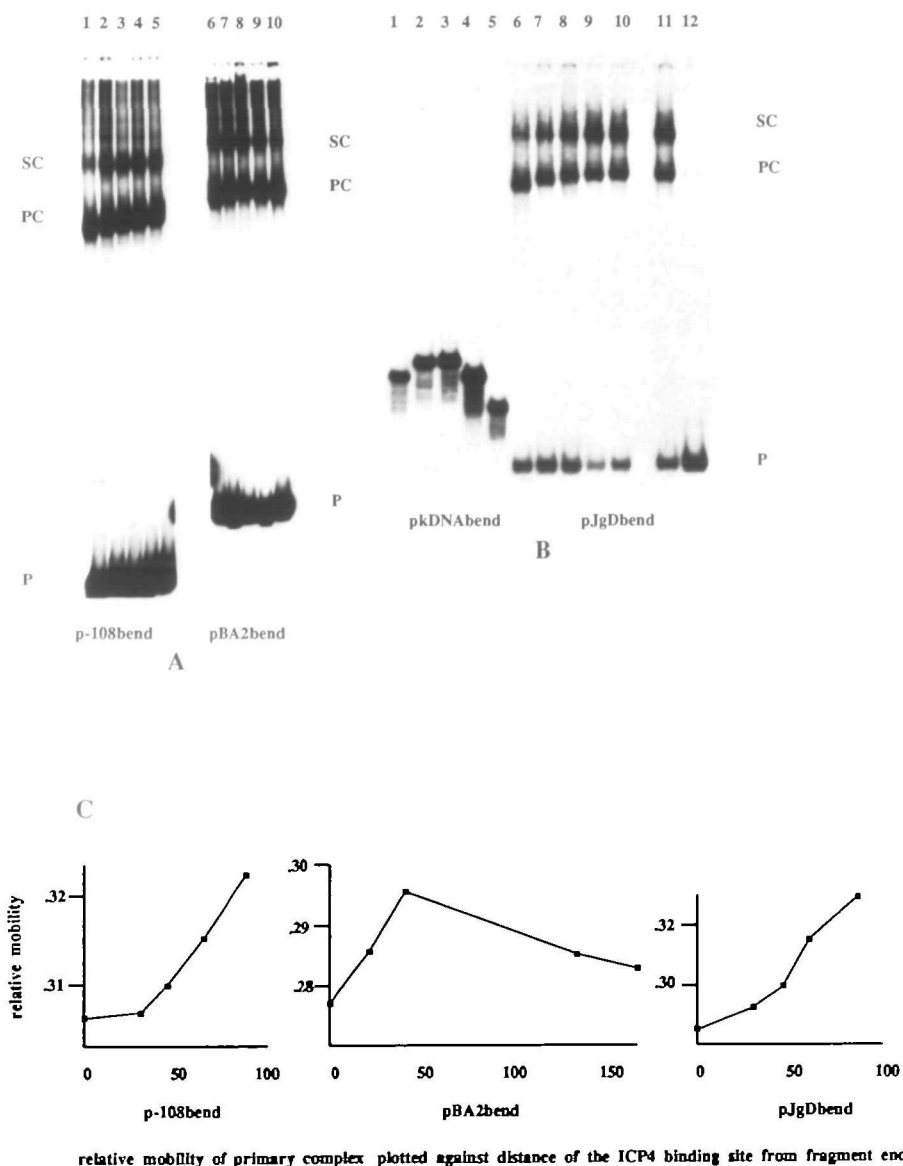 1 2 3 4 5 6 7 8 9 10 1 2 3 4 5 6 7 8 9 10 11 12
SC SC SC
PC PC PC
P P P
p-108bend pBA2bend pkDNAbend pJgDbend
A B
C
relative mobility
.32 .30 .32
.31 .29 .30
.28
0 50 100 0 50 100 150 0 50 100
p-108bend pBA2bend pJgDbend
relative mobility of primary complex plotted against distance of the ICP4 binding site from fragment end